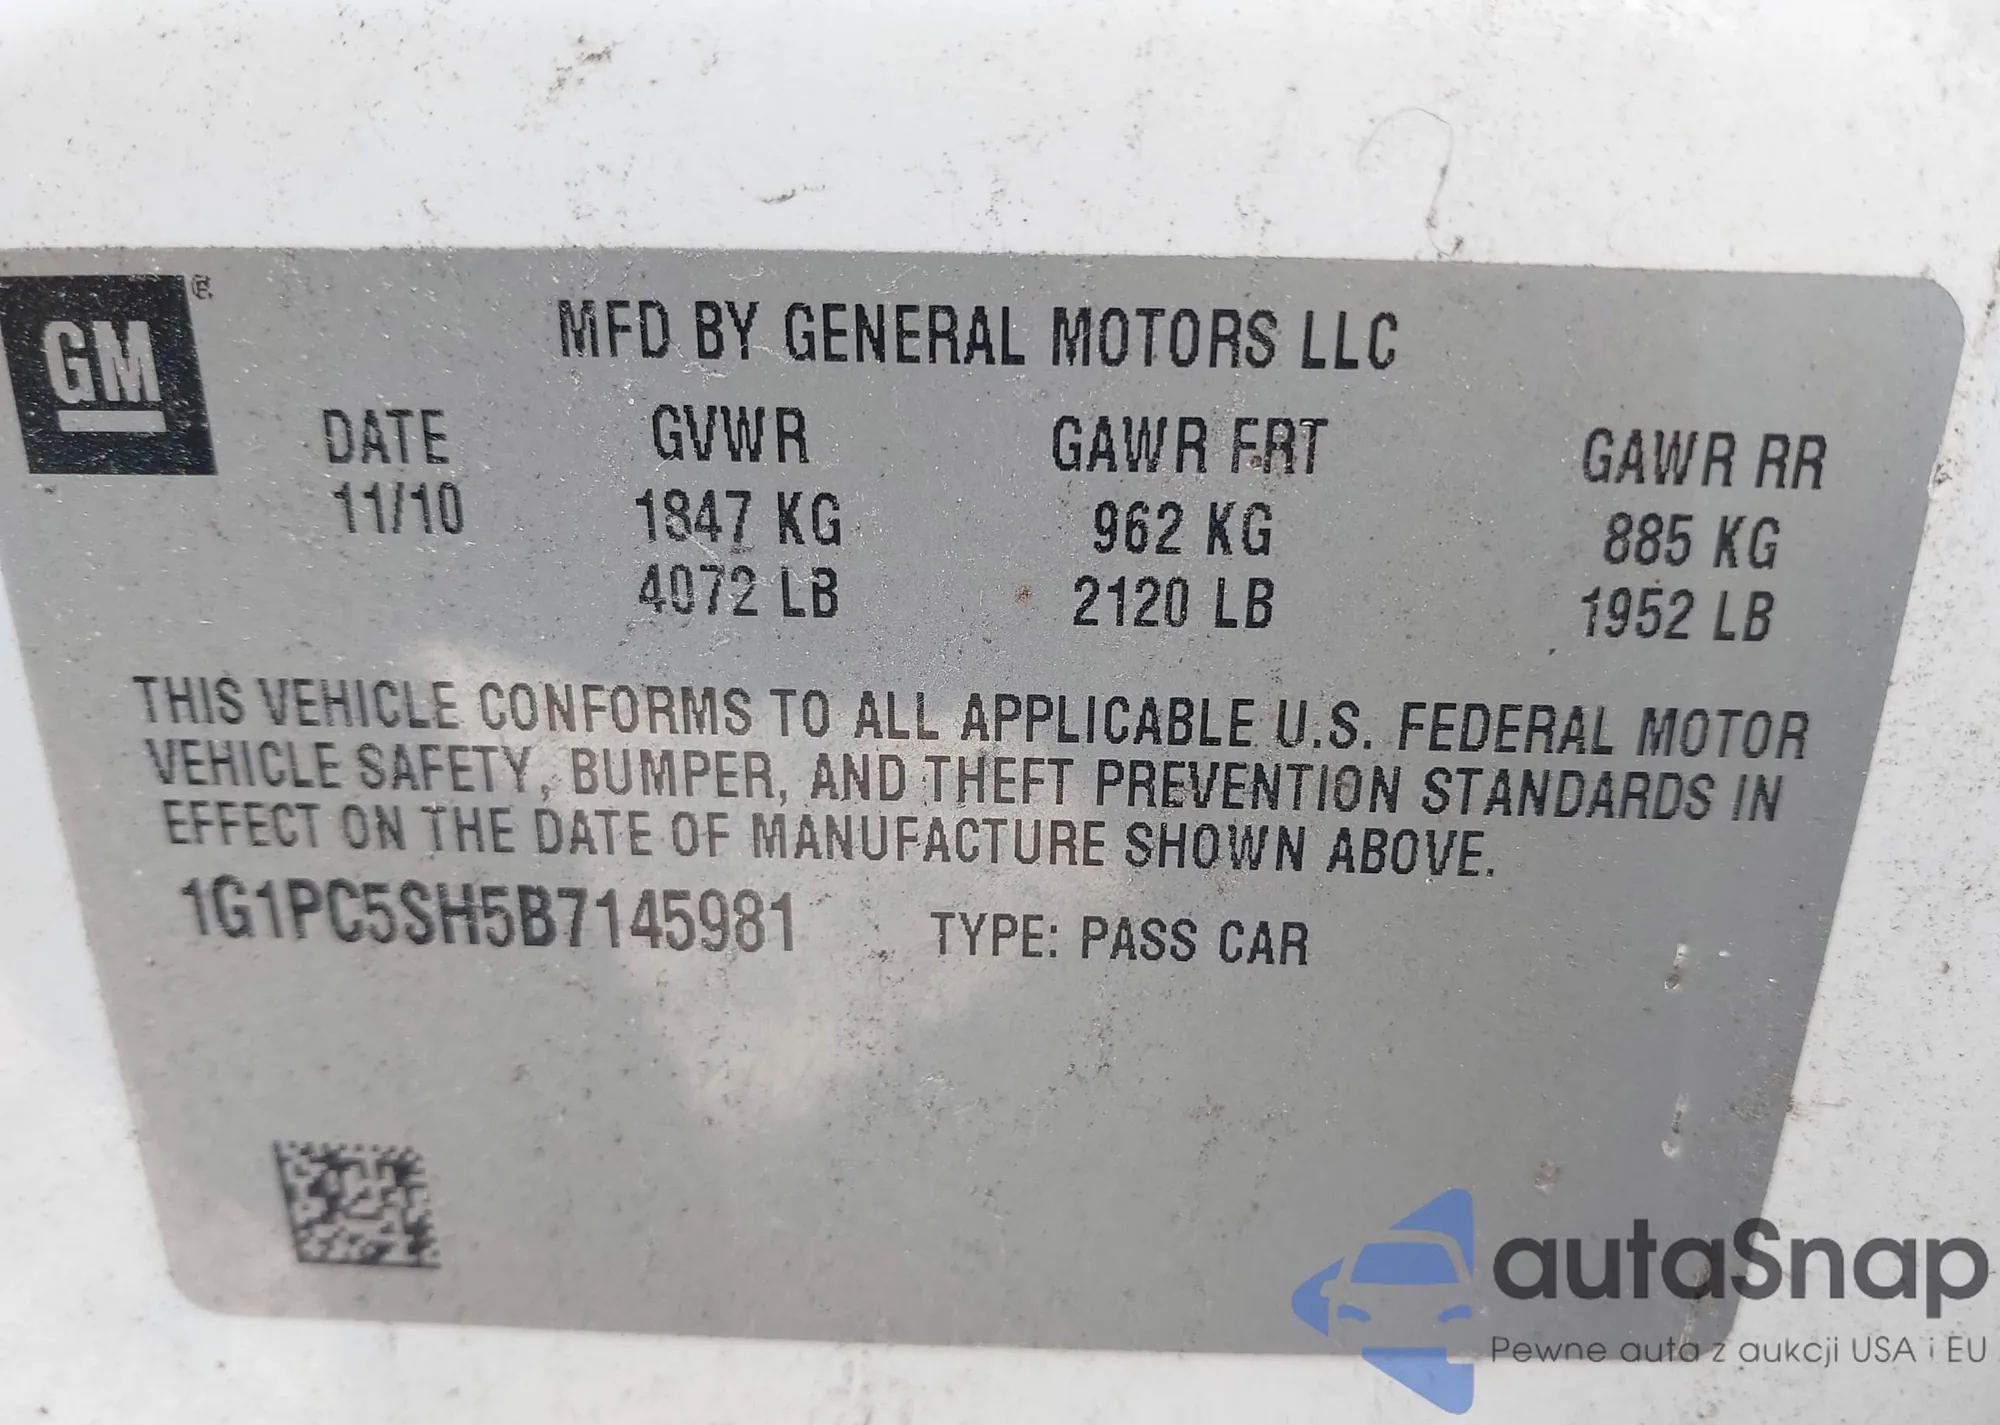 GM
MFD BY GENERAL MOTORS LLC
DATE GVWR GAWR FRT GAWR RR
11/10 1847 KG 962 KG 885 KG
4072 LB 2120 LB 1952 LB
THIS VEHICLE CONFORMS TO ALL APPLICABLE U.S. FEDERAL MOTOR
VEHICLE SAFETY, BUMPER, AND THEFT PREVENTION STANDARDS IN
EFFECT ON THE DATE OF MANUFACTURE SHOWN ABOVE.
1G1PC5SH5B7145981 TYPE: PASS CAR
autaSnap
Pewne auta z aukcji USA i EU